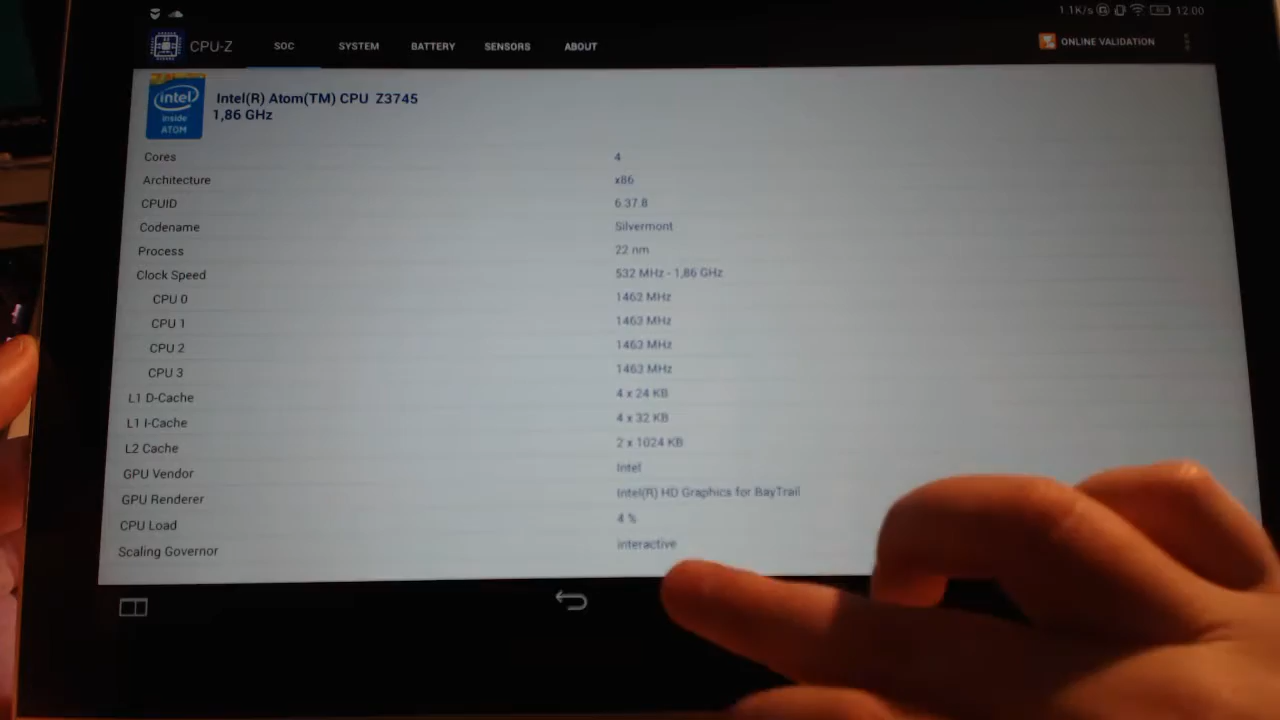 1.1K/s 12:00
CPU-Z SOC SYSTEM BATTERY SENSORS ABOUT ONLINE VALIDATION
intel inside ATOM
Intel(R) Atom(TM) CPU Z3745
1,86 GHz
Cores 4
Architecture x86
CPUID 6.37.8
Codename Silvermont
Process 22 nm
Clock Speed 532 MHz - 1,86 GHz
CPU 0 1462 MHz
CPU 1 1463 MHz
CPU 2 1463 MHz
CPU 3 1463 MHz
L1 D-Cache 4 x 24 KB
L1 I-Cache 4 x 32 KB
L2 Cache 2 x 1024 KB
GPU Vendor Intel
GPU Renderer Intel(R) HD Graphics for BayTrail
CPU Load 4 %
Scaling Governor interactive